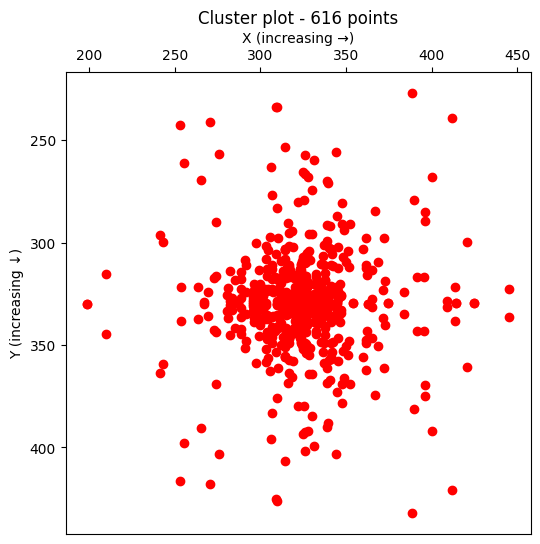 Cluster plot - 616 points
X (increasing →)
200 250 300 350 400 450
Y (increasing ↓)
250
300
350
400